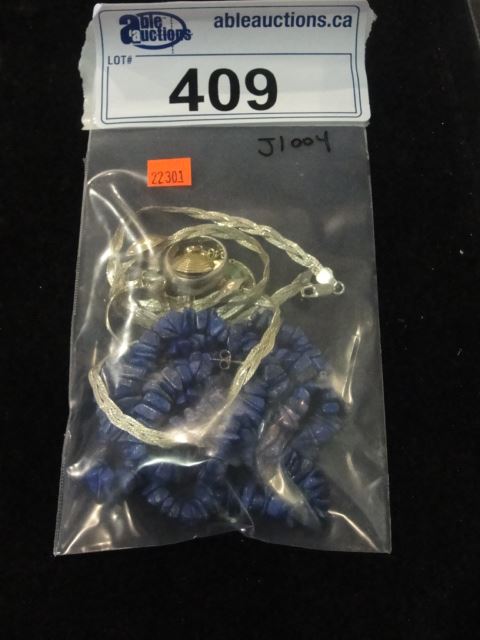 able auctions
ableauctions.ca
LOT#
409
J1004
22301